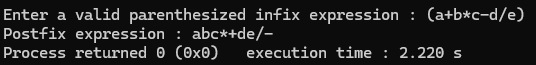 Enter a valid parenthesized infix expression : (a+b*c-d/e)
Postfix expression : abc*+de/-
Process returned 0 (0x0)   execution time : 2.220 s